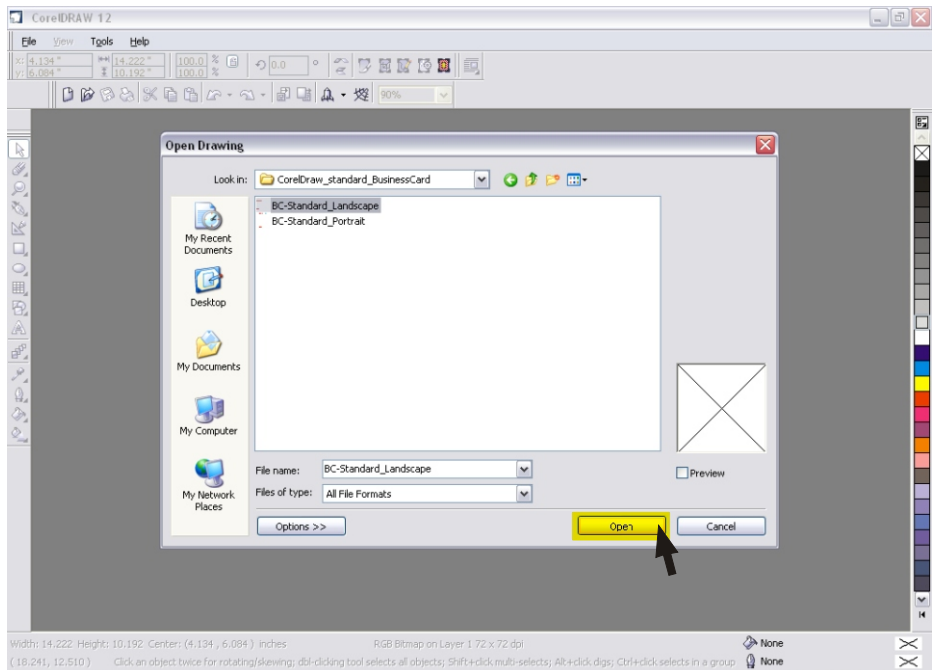 CorelDRAW 12
File View Tools Help
x: 4.134 " 14.222 " 100.0 % 0.0 °
y: 6.084 " 10.192 " 100.0 %
90%
Open Drawing
Look in: CorelDraw_standard_BusinessCard
BC-Standard_Landscape
BC-Standard_Portrait
My Recent
Documents
Desktop
My Documents
My Computer
My Network
Places
File name: BC-Standard_Landscape
Files of type: All File Formats
Preview
Options >>
Open
Cancel
Width: 14.222 Height: 10.192 Center: (4.134 , 6.084 ) inches RGB Bitmap on Layer 1 72 x 72 dpi None
( 18.241, 12.510 ) Click an object twice for rotating/skewing; dbl-clicking tool selects all objects; Shift+click multi-selects; Alt+click digs; Ctrl+click selects in a group None